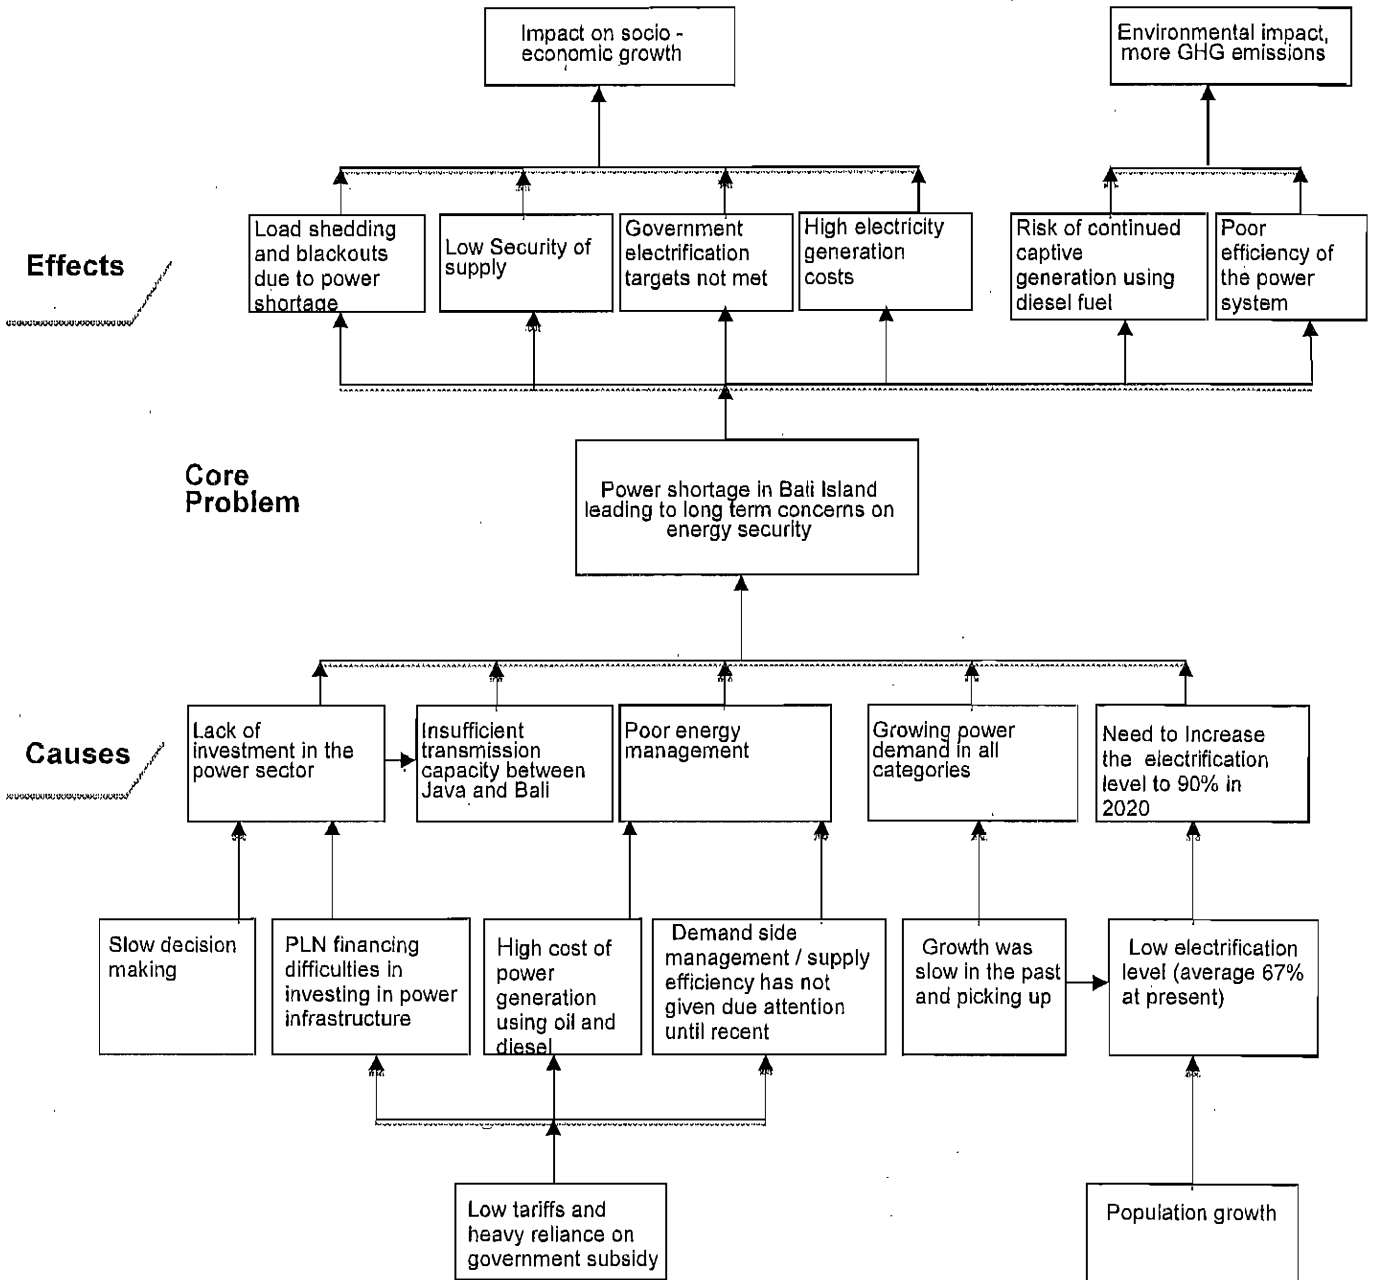 Impact on socio -
economic growth
Environmental impact,
more GHG emissions
Effects
Load shedding
and blackouts
due to power
shortage
Low Security of
supply
Government
electrification
targets not met
High electricity
generation
costs
Risk of continued
captive
generation using
diesel fuel
Poor
efficiency of
the power
system
Core
Problem
Power shortage in Bali Island
leading to long term concerns on
energy security
Causes
Lack of
investment in the
power sector
Insufficient
transmission
capacity between
Java and Bali
Poor energy
management
Growing power
demand in all
categories
Need to Increase
the electrification
level to 90% in
2020
Slow decision
making
PLN financing
difficulties in
investing in power
infrastructure
High cost of
power
generation
using oil and
diesel
Demand side
management / supply
efficiency has not
given due attention
until recent
Growth was
slow in the past
and picking up
Low electrification
level (average 67%
at present)
Low tariffs and
heavy reliance on
government subsidy
Population growth